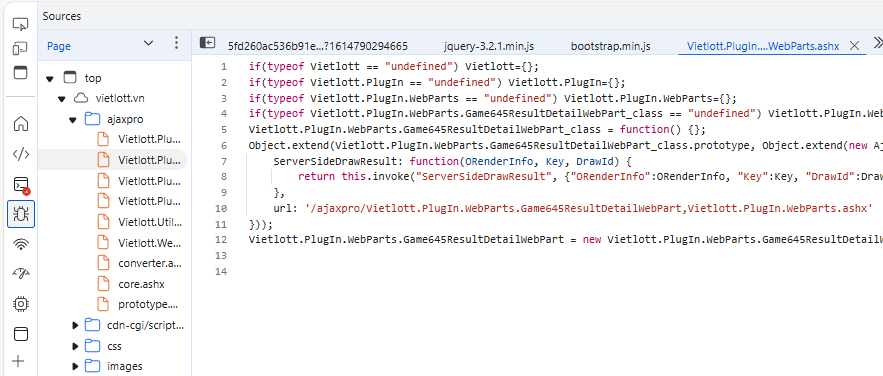 Sources
Page
5fd260ac536b91e...?1614790294665 jquery-3.2.1.min.js bootstrap.min.js Vietlott.PlugIn....WebParts.ashx
top
vietlott.vn
ajaxpro
Vietlott.Plu...
Vietlott.Plu...
Vietlott.Plu...
Vietlott.Plu...
Vietlott.Util...
Vietlott.We...
converter.a...
core.ashx
prototype....
cdn-cgi/script...
css
images
1 if(typeof Vietlott == "undefined") Vietlott={};
2 if(typeof Vietlott.PlugIn == "undefined") Vietlott.PlugIn={};
3 if(typeof Vietlott.PlugIn.WebParts == "undefined") Vietlott.PlugIn.WebParts={};
4 if(typeof Vietlott.PlugIn.WebParts.Game645ResultDetailWebPart_class == "undefined") Vietlott.PlugIn.Web
5 Vietlott.PlugIn.WebParts.Game645ResultDetailWebPart_class = function() {};
6 Object.extend(Vietlott.PlugIn.WebParts.Game645ResultDetailWebPart_class.prototype, Object.extend(new Aj
7 ServerSideDrawResult: function(ORenderInfo, Key, DrawId) {
8 return this.invoke("ServerSideDrawResult", {"ORenderInfo":ORenderInfo, "Key":Key, "DrawId":Draw
9 },
10 url: '/ajaxpro/Vietlott.PlugIn.WebParts.Game645ResultDetailWebPart,Vietlott.PlugIn.WebParts.ashx'
11 }));
12 Vietlott.PlugIn.WebParts.Game645ResultDetailWebPart = new Vietlott.PlugIn.WebParts.Game645ResultDetailW
13
14